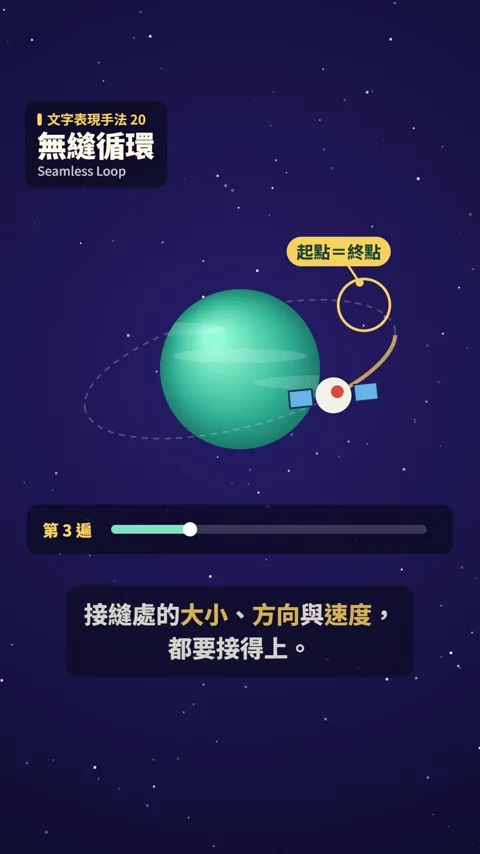 文字表現手法 20
無縫循環
Seamless Loop
起點＝終點
第 3 遍
接縫處的大小、方向與速度，
都要接得上。